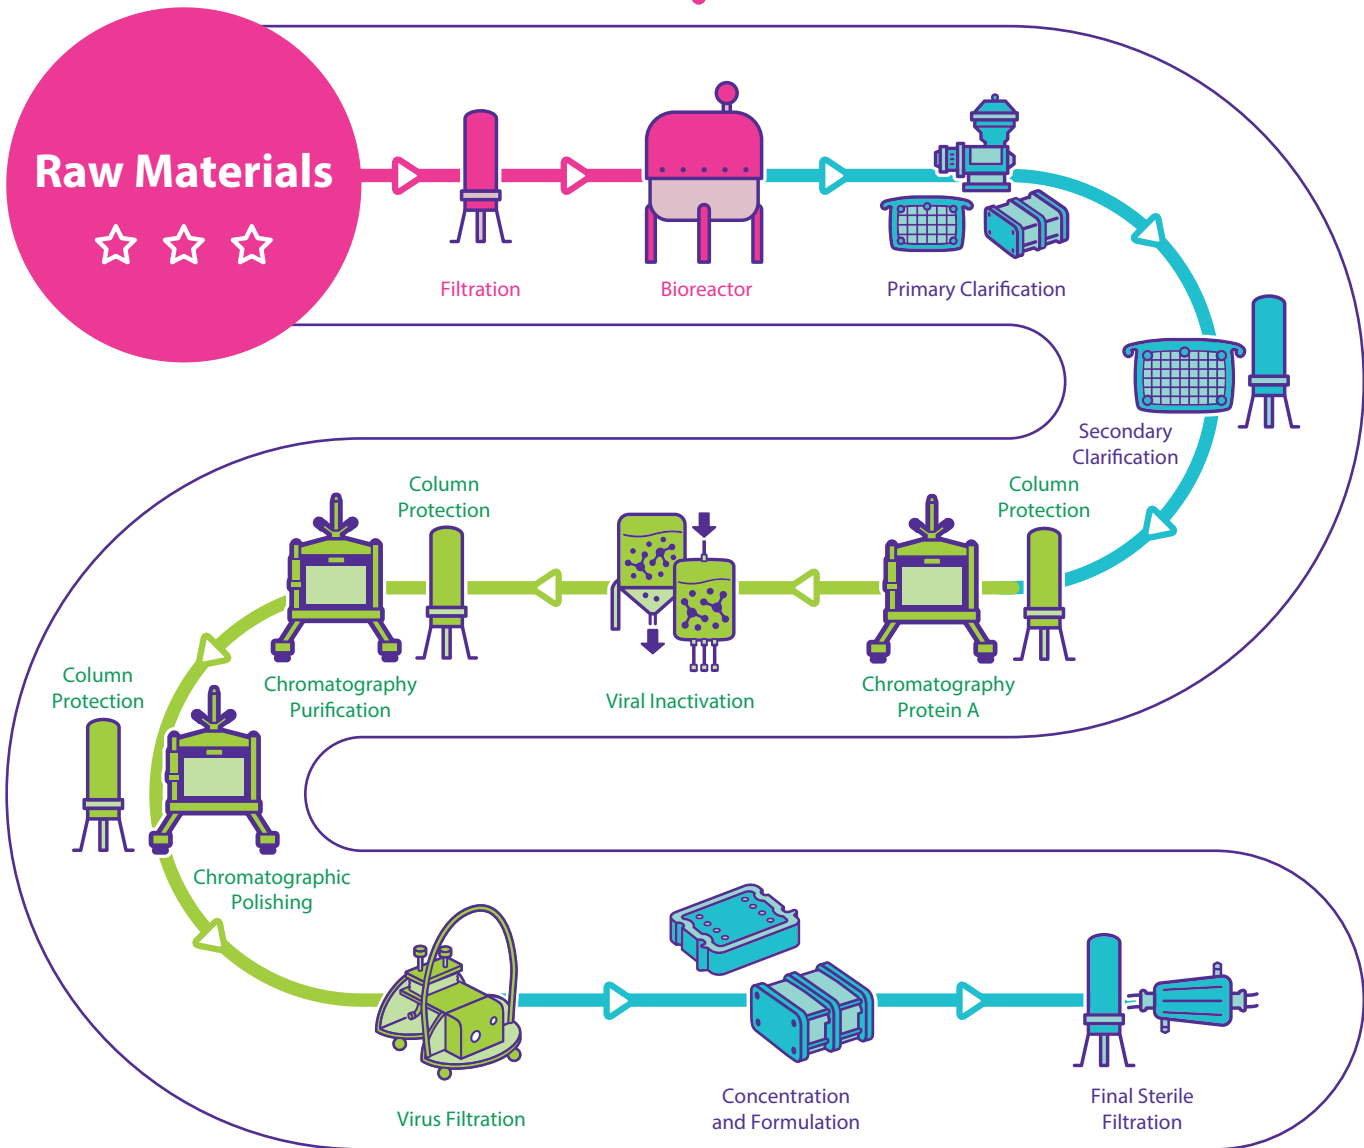 Raw Materials
Filtration
Bioreactor
Primary Clarification
Secondary
Clarification
Column
Protection
Chromatography
Protein A
Viral Inactivation
Column
Protection
Chromatography
Purification
Column
Protection
Chromatographic
Polishing
Virus Filtration
Concentration
and Formulation
Final Sterile
Filtration